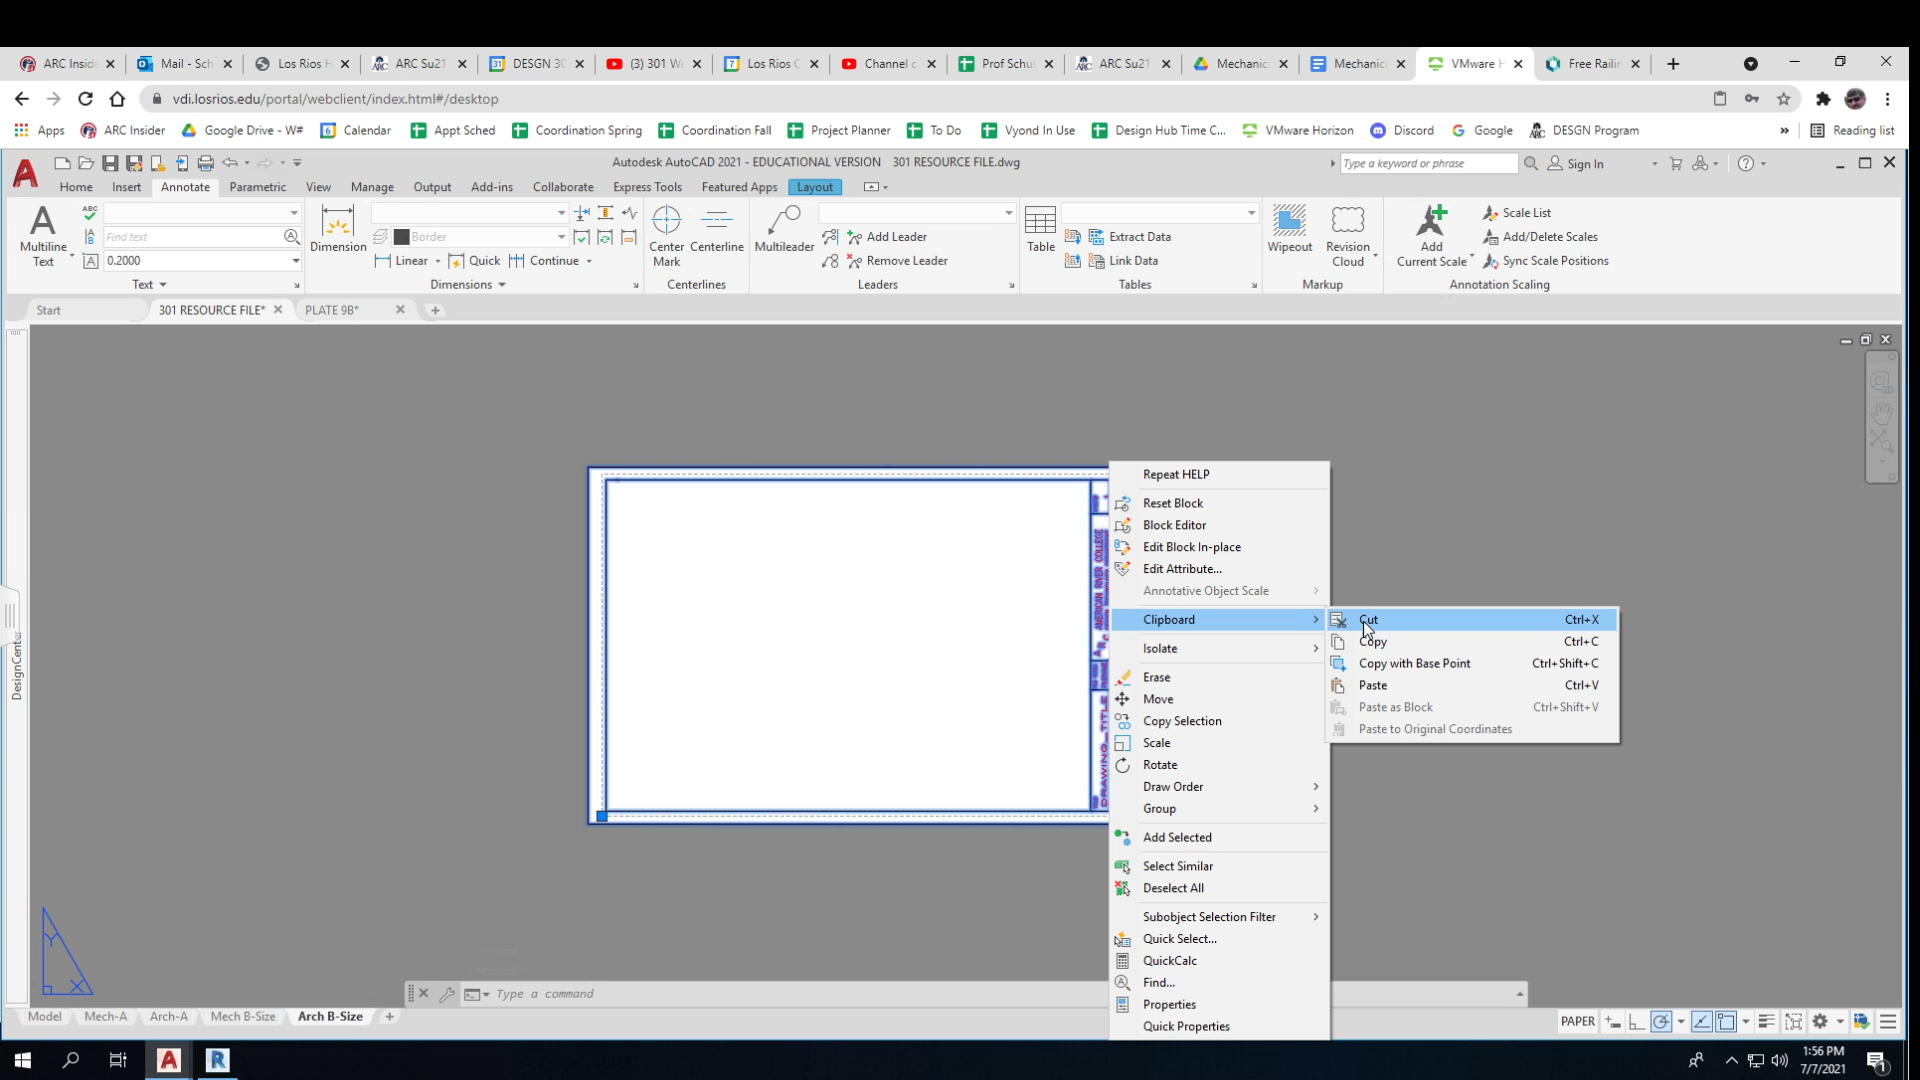 ARC Insid
Mail - Sch
Los Rios H
ARC Su21
DESGN 30
(3) 301 W
Los Rios C
Channel c
Prof Schu
ARC Su21
Mechanic
Mechanic
VMware H
Free Railin
vdi.losrios.edu/portal/webclient/index.html#/desktop
Apps
ARC Insider
Google Drive - W#
Calendar
Appt Sched
Coordination Spring
Coordination Fall
Project Planner
To Do
Vyond In Use
Design Hub Time C...
VMware Horizon
Discord
Google
DESGN Program
»
Reading list
Autodesk AutoCAD 2021 - EDUCATIONAL VERSION 301 RESOURCE FILE.dwg
Type a keyword or phrase
Sign In
Home Insert Annotate Parametric View Manage Output Add-ins Collaborate Express Tools Featured Apps Layout
Multiline
Text
Find text
0.2000
Text
Dimension
Border
Linear
Quick
Continue
Dimensions
Center
Mark
Centerline
Centerlines
Multileader
Add Leader
Remove Leader
Leaders
Table
Extract Data
Link Data
Tables
Wipeout
Revision
Cloud
Markup
Add
Current Scale
Scale List
Add/Delete Scales
Sync Scale Positions
Annotation Scaling
Start
301 RESOURCE FILE*
PLATE 9B*
DesignCenter
AMERICAN RIVER COLLEGE
DRAWING_TITLE
Repeat HELP
Reset Block
Block Editor
Edit Block In-place
Edit Attribute...
Annotative Object Scale
Clipboard
Isolate
Erase
Move
Copy Selection
Scale
Rotate
Draw Order
Group
Add Selected
Select Similar
Deselect All
Subobject Selection Filter
Quick Select...
QuickCalc
Find...
Properties
Quick Properties
Cut Ctrl+X
Copy Ctrl+C
Copy with Base Point Ctrl+Shift+C
Paste Ctrl+V
Paste as Block Ctrl+Shift+V
Paste to Original Coordinates
Y
X
Type a command
Model
Mech-A
Arch-A
Mech B-Size
Arch B-Size
PAPER
1:56 PM
7/7/2021